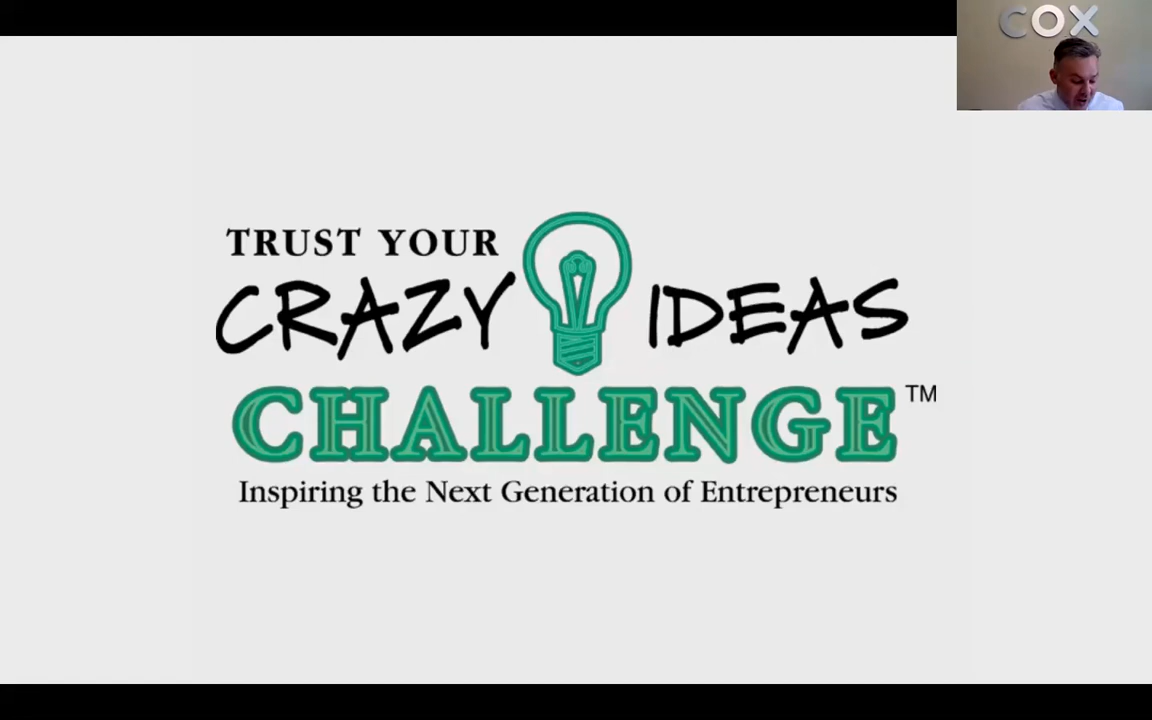 COX
TRUST YOUR
CRAZY IDEAS
CHALLENGE™
Inspiring the Next Generation of Entrepreneurs